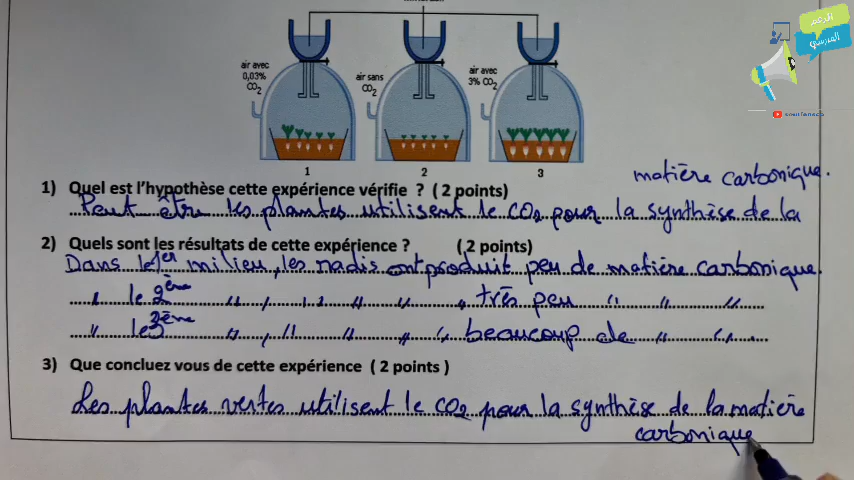 الدعم
المدرسي
air avec
0,03%
CO₂
air sans
CO₂
air avec
3% CO₂
1
2
3
matière carbonique.
1) Quel est l'hypothèse cette expérience vérifie ? ( 2 points)
Peut être les plantes utilisent le CO₂ pour la synthèse de la
2) Quels sont les résultats de cette expérience ? ( 2 points)
Dans le 1er milieu, les radis ont produit peu de matière carbonique.
" le 2ème " , " " " " très peu " " "
" le 3ème " , " " " " beaucoup de " " "
3) Que concluez vous de cette expérience ( 2 points )
Les plantes vertes utilisent le CO₂ pour la synthèse de la matière
carbonique